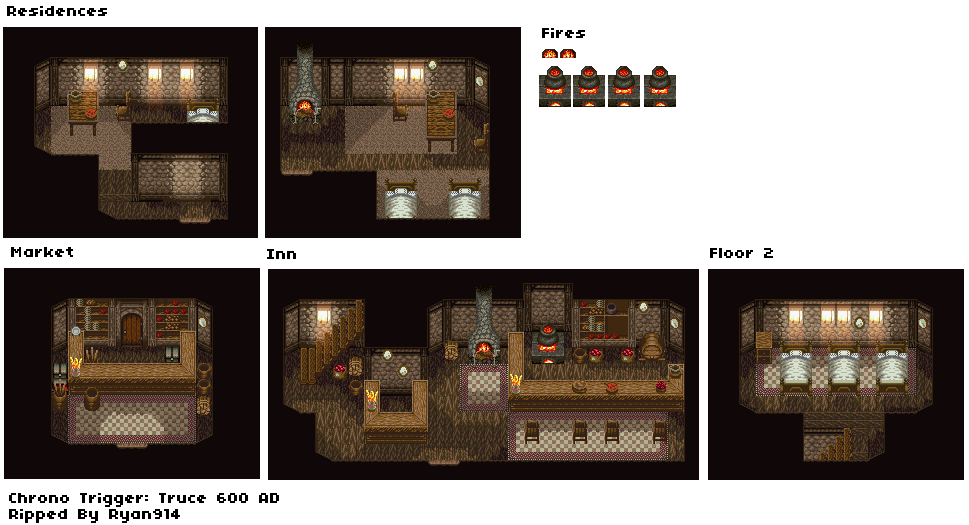 Residences
Fires
Market
Inn
Floor 2
Chrono Trigger: Truce 600 AD
Ripped By Ryan914